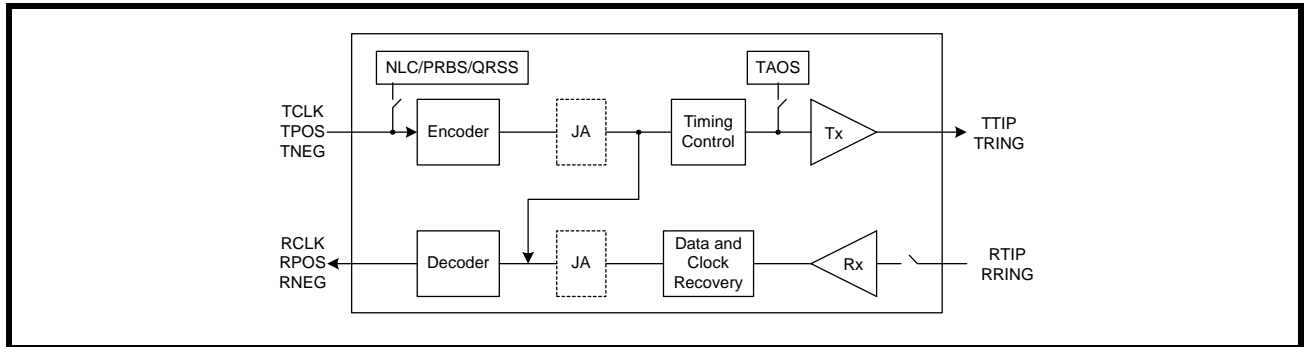 NLC/PRBS/QRSS
TAOS
TCLK
TPOS
TNEG
Encoder
JA
Timing
Control
Tx
TTIP
TRING
RCLK
RPOS
RNEG
Decoder
JA
Data and
Clock
Recovery
Rx
RTIP
RRING